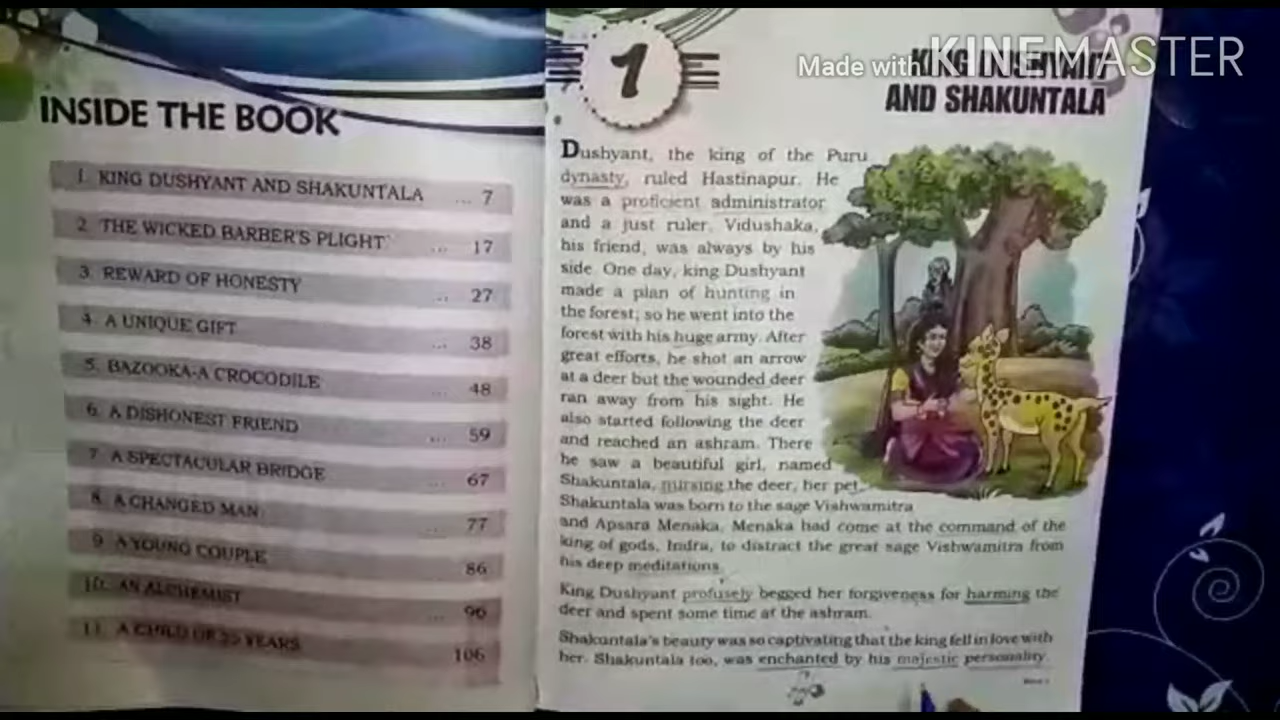 INSIDE THE BOOK
1. KING DUSHYANT AND SHAKUNTALA ... 7
2. THE WICKED BARBER'S PLIGHT ... 17
3. REWARD OF HONESTY ... 27
4. A UNIQUE GIFT ... 38
5. BAZOOKA-A CROCODILE ... 48
6. A DISHONEST FRIEND ... 59
7. A SPECTACULAR BRIDGE ... 67
8. A CHANGED MAN ... 77
9. A YOUNG COUPLE 86
10. AN ALCHEMIST ... 96
11. A CHILD OF 25 YEARS ... 106
1
Made with KINEMASTER
KING DUSHYANT
AND SHAKUNTALA
Dushyant, the king of the Puru
dynasty, ruled Hastinapur. He
was a proficient administrator
and a just ruler. Vidushaka,
his friend, was always by his
side. One day, king Dushyant
made a plan of hunting in
the forest; so he went into the
forest with his huge army. After
great efforts, he shot an arrow
at a deer but the wounded deer
ran away from his sight. He
also started following the deer
and reached an ashram. There
he saw a beautiful girl, named
Shakuntala, nursing the deer, her pet.
Shakuntala was born to the sage Vishwamitra
and Apsara Menaka. Menaka had come at the command of the
king of gods, Indra, to distract the great sage Vishwamitra from
his deep meditations.
King Dushyant profusely begged her forgiveness for harming the
deer and spent some time at the ashram.
Shakuntala's beauty was so captivating that the king fell in love with
her. Shakuntala too, was enchanted by his majestic personality.